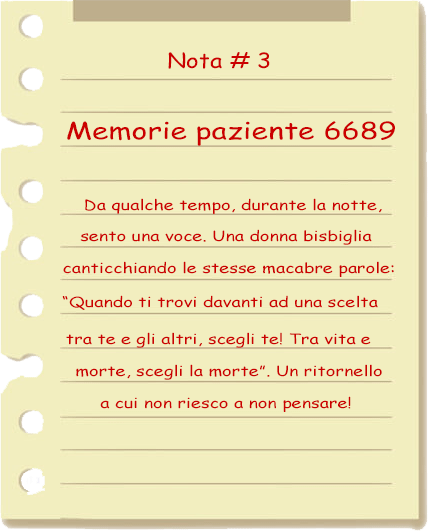 Nota # 3
Memorie paziente 6689
Da qualche tempo, durante la notte,
sento una voce. Una donna bisbiglia
canticchiando le stesse macabre parole:
“Quando ti trovi davanti ad una scelta
tra te e gli altri, scegli te! Tra vita e
morte, scegli la morte”. Un ritornello
a cui non riesco a non pensare!